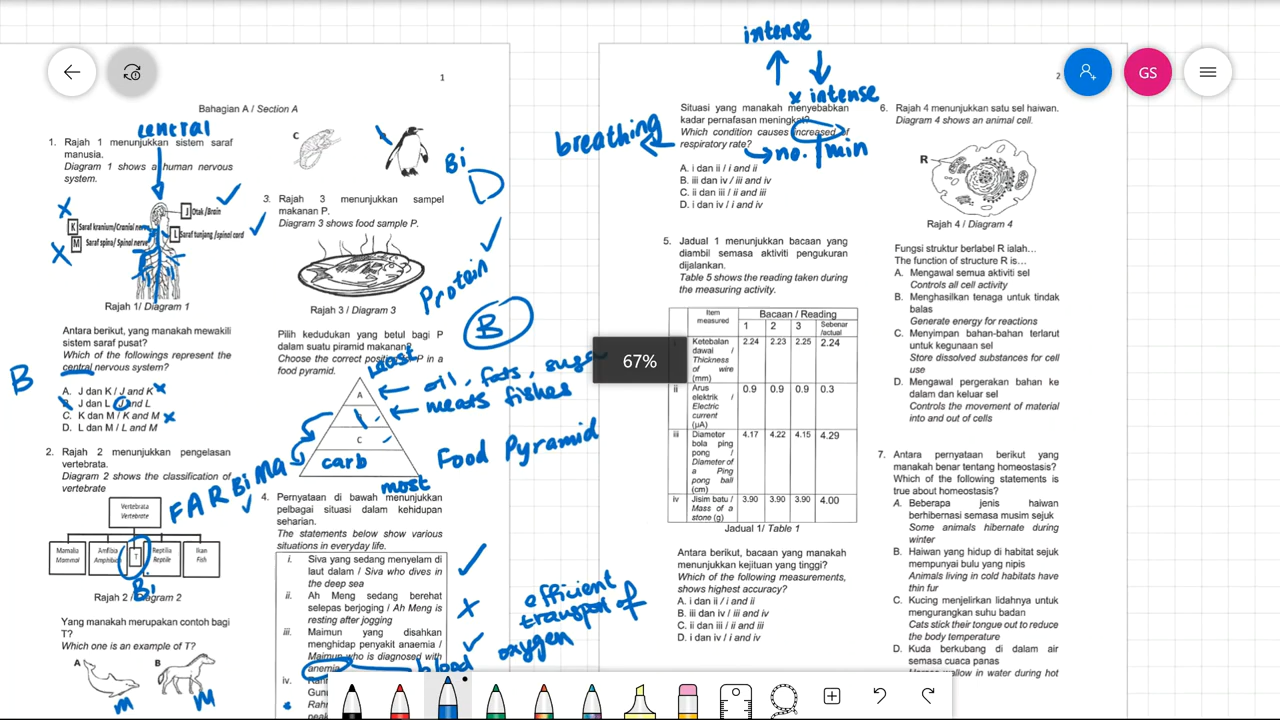 1
Bahagian A / Section A
central
1. Rajah 1 menunjukkan sistem saraf
manusia.
Diagram 1 shows a human nervous
system.
J Otak /Brain
K Saraf kranium/Cranial nerve
L Saraf tunjang /spinal cord
M Saraf spina/ Spinal nerve
Rajah 1/ Diagram 1
Antara berikut, yang manakah mewakili
sistem saraf pusat?
Which of the followings represent the
central nervous system?
B
A. J dan K / J and K
B. J dan L / J and L
C. K dan M / K and M
D. L dan M / L and M
2. Rajah 2 menunjukkan pengelasan
vertebrata.
Diagram 2 shows the classification of
vertebrate
FARBiMa
Vertebrata
Vertebrate
Mamalia
Mammal
Amfibia
Amphibian
T
Reptilia
Reptile
Ikan
Fish
Bi
Rajah 2 / Diagram 2
Yang manakah merupakan contoh bagi
T?
Which one is an example of T?
A
B
M
M
C
Bi
D
3. Rajah 3 menunjukkan sampel
makanan P.
Diagram 3 shows food sample P.
Protein
Rajah 3 / Diagram 3
B
Pilih kedudukan yang betul bagi P
dalam suatu piramid makanan.
Choose the correct position for P in a
food pyramid.
Least
A
oil, fats, sugar
meats fishes
C
carb
Food Pyramid
most
4. Pernyataan di bawah menunjukkan
pelbagai situasi dalam kehidupan
seharian.
The statements below show various
situations in everyday life.
i. Siva yang sedang menyelam di
laut dalam / Siva who dives in
the deep sea
ii. Ah Meng sedang berehat
selepas berjoging / Ah Meng is
resting after jogging
iii. Maimun yang disahkan
menghidap penyakit anaemia /
Maimun who is diagnosed with
anemia
blood
efficient
transport of
oxygen
iv.
2
intense
x intense
Situasi yang manakah menyebabkan
kadar pernafasan meningkat?
Which condition causes increased of
respiratory rate?
breathing
no. / min
A. i dan ii / i and ii
B. iii dan iv / iii and iv
C. ii dan iii / ii and iii
D. i dan iv / i and iv
5. Jadual 1 menunjukkan bacaan yang
diambil semasa aktiviti pengukuran
dijalankan.
Table 5 shows the reading taken during
the measuring activity.
Item measured Bacaan / Reading
1 2 3 Sebenar /actual
i Ketebalan dawai / Thickness of wire (mm) 2.24 2.23 2.25 2.24
ii Arus elektrik / Electric current (µA) 0.9 0.9 0.9 0.3
iii Diameter bola ping pong / Diameter of a Ping pong ball (cm) 4.17 4.22 4.15 4.29
iv Jisim batu / Mass of a stone (g) 3.90 3.90 3.90 4.00
Jadual 1/ Table 1
Antara berikut, bacaan yang manakah
menunjukkan kejituan yang tinggi?
Which of the following measurements,
shows highest accuracy?
A. i dan ii / i and ii
B. iii dan iv / iii and iv
C. ii dan iii / ii and iii
D. i dan iv / i and iv
6. Rajah 4 menunjukkan satu sel haiwan.
Diagram 4 shows an animal cell.
R
Rajah 4 / Diagram 4
Fungsi struktur berlabel R ialah…
The function of structure R is…
A. Mengawal semua aktiviti sel
Controls all cell activity
B. Menghasilkan tenaga untuk tindak
balas
Generate energy for reactions
C. Menyimpan bahan-bahan terlarut
untuk kegunaan sel
Store dissolved substances for cell
use
D. Mengawal pergerakan bahan ke
dalam dan keluar sel
Controls the movement of material
into and out of cells
7. Antara pernyataan berikut yang
manakah benar tentang homeostasis?
Which of the following statements is
true about homeostasis?
A. Beberapa jenis haiwan
berhibernasi semasa musim sejuk
Some animals hibernate during
winter
B. Haiwan yang hidup di habitat sejuk
mempunyai bulu yang nipis
Animals living in cold habitats have
thin fur
C. Kucing menjelirkan lidahnya untuk
mengurangkan suhu badan
Cats stick their tongue out to reduce
the body temperature
D. Kuda berkubang di dalam air
semasa cuaca panas
wallow in water during hot
67%
GS